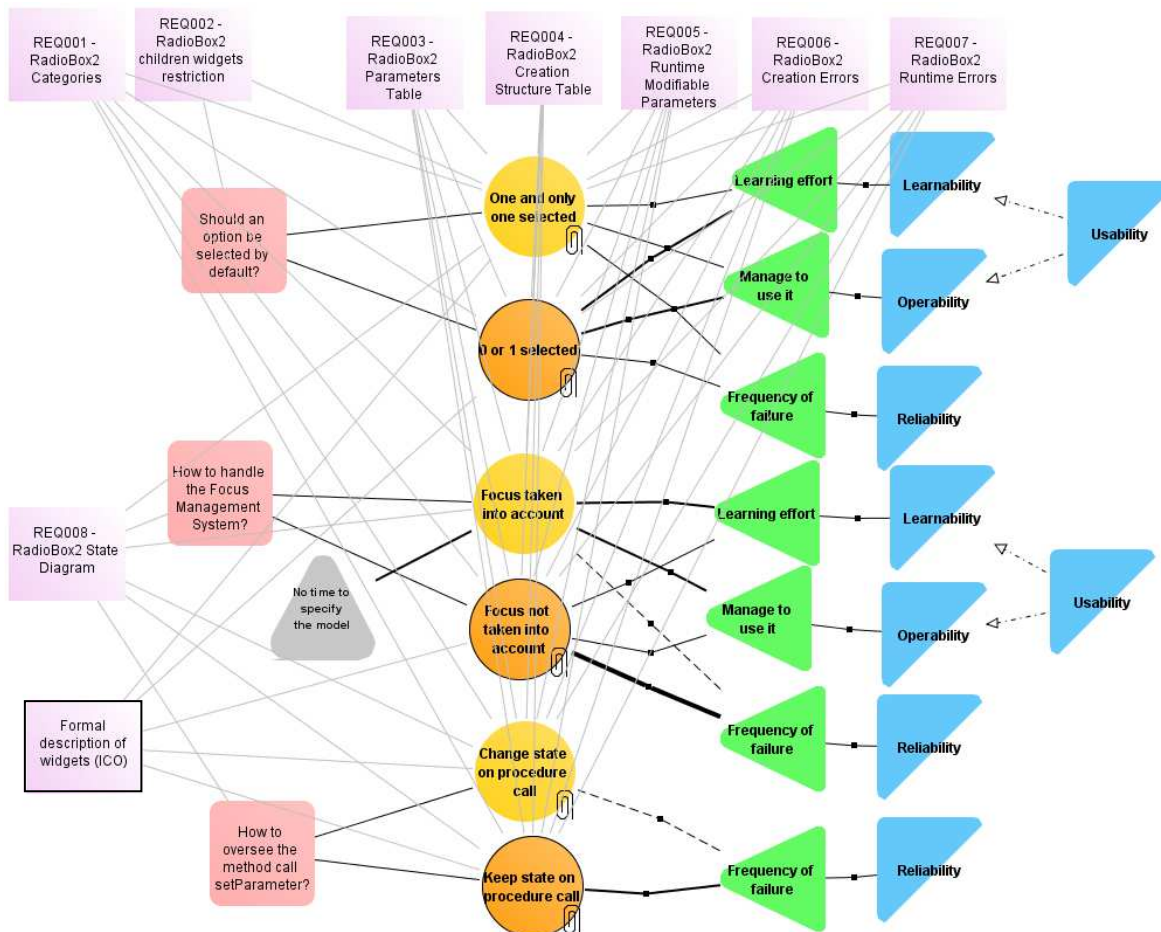 REQ001 -
RadioBox2
Categories
REQ002 -
RadioBox2
children widgets
restriction
REQ003 -
RadioBox2
Parameters
Table
REQ004 -
RadioBox2
Creation
Structure Table
REQ005 -
RadioBox2
Runtime
Modifiable
Parameters
REQ006 -
RadioBox2
Creation Errors
REQ007 -
RadioBox2
Runtime Errors
Should an
option be
selected by
default?
One and only
one selected
Learning effort
Learnability
Usability
Manage to
use it
Operability
0 or 1 selected
Frequency of
failure
Reliability
How to handle
the Focus
Management
System?
Focus taken
into account
Learning effort
Learnability
REQ008 -
RadioBox2 State
Diagram
No time to
specify
the model
Focus not
taken into
account
Manage to
use it
Operability
Usability
Formal
description of
widgets (ICO)
Change state
on procedure
call
Frequency of
failure
Reliability
How to
oversee the
method call
setParameter?
Keep state on
procedure call
Frequency of
failure
Reliability